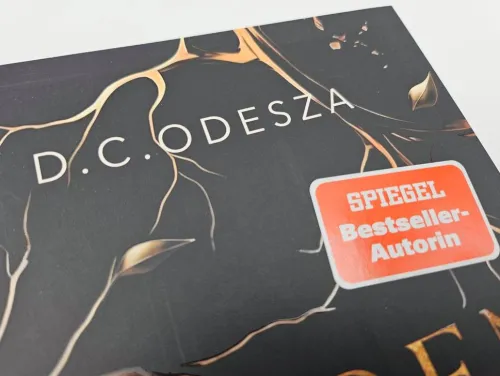 D.C.ODESZA
SPIEGEL
Bestseller-
Autorin